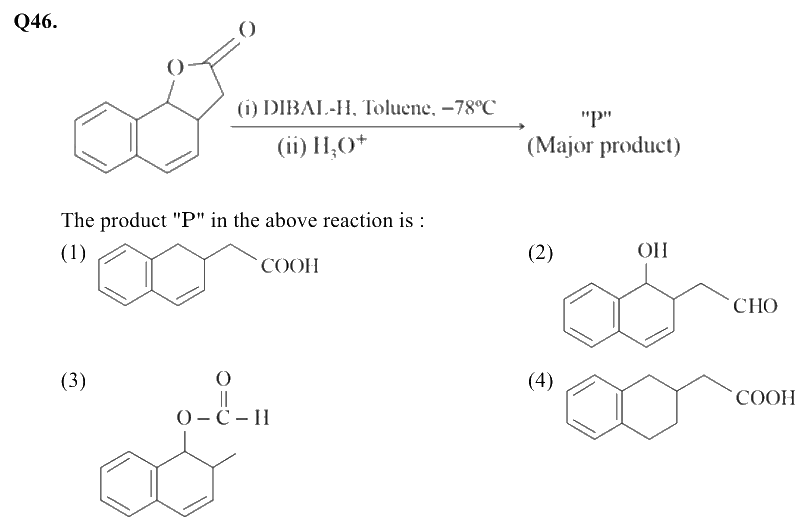 Q46.
O
O
(i) DIBAL-H, Toluene, –78ºC
(ii) H₃O⁺
"P"
(Major product)
The product "P" in the above reaction is :
(1)
COOH
(2)
OH
CHO
(3)
O
O – C – H
(4)
COOH